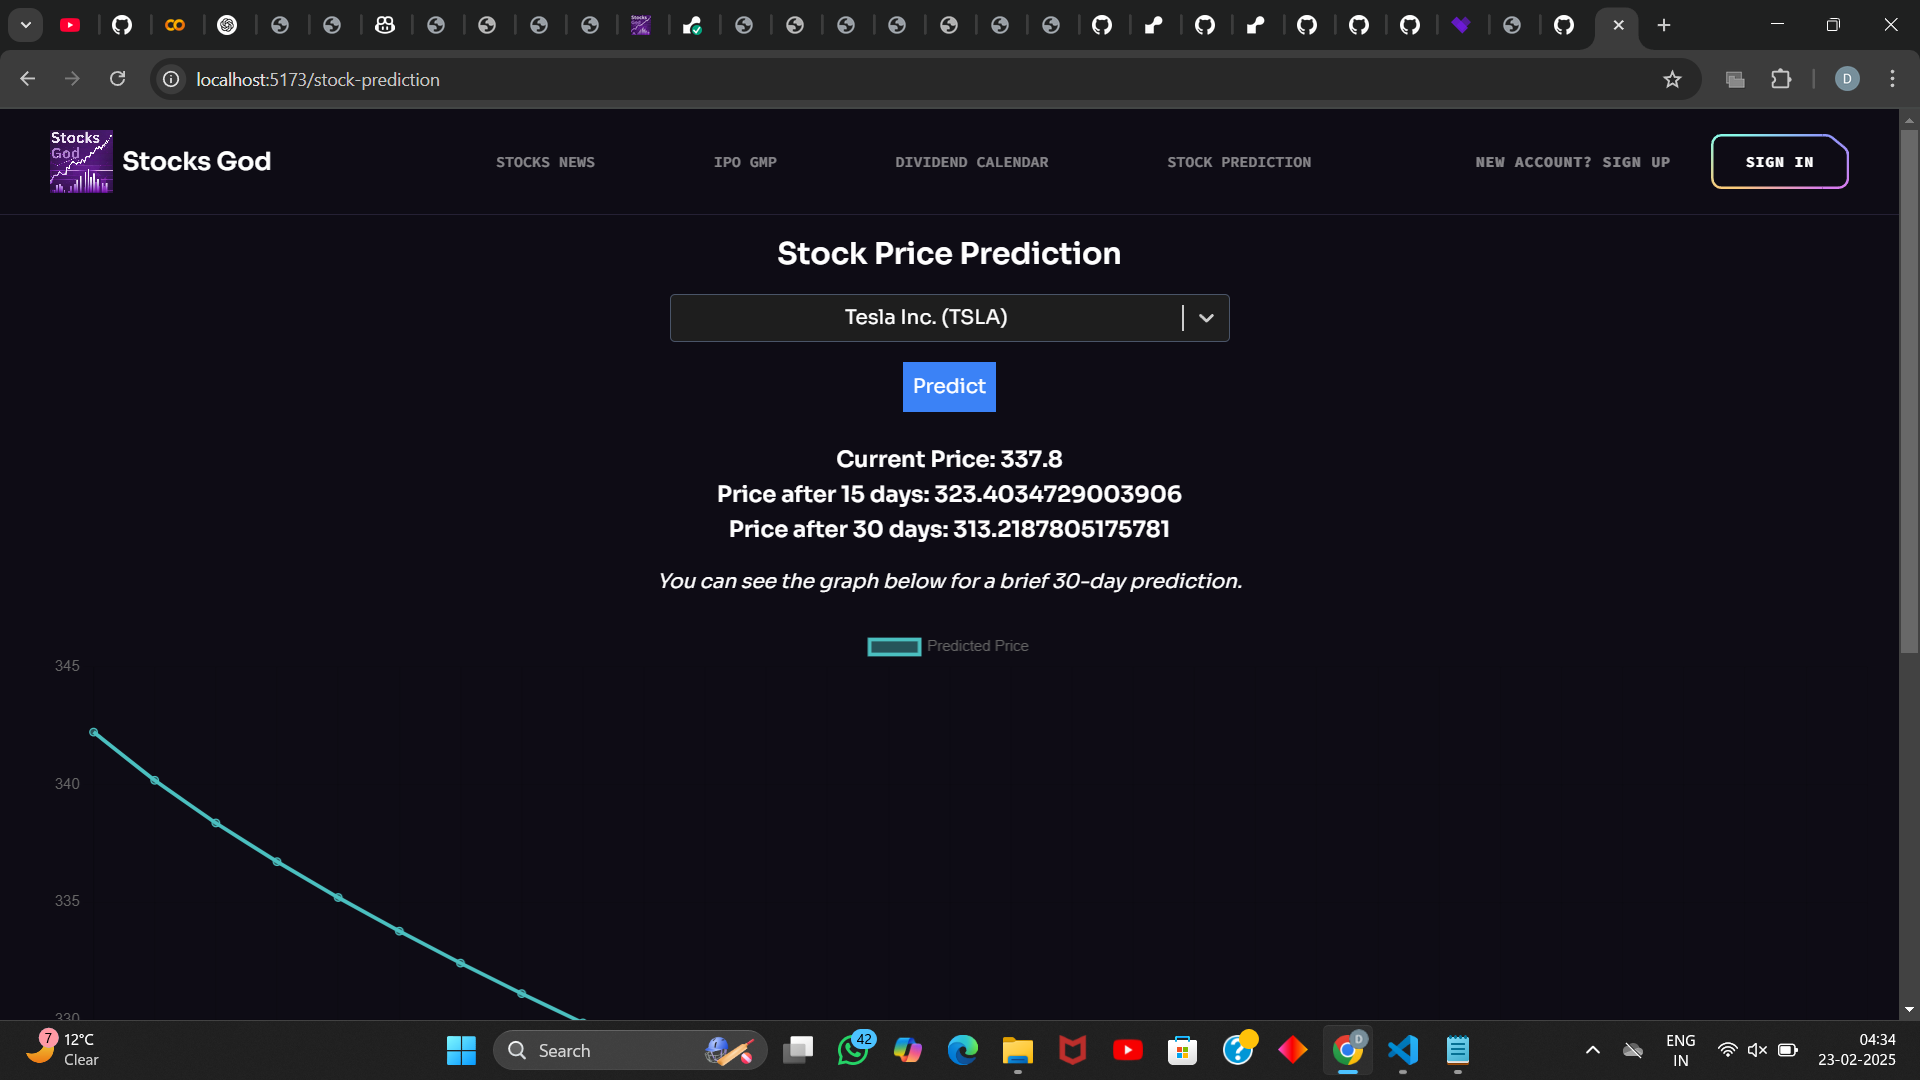 localhost:5173/stock-prediction
D
Stocks
God
Stocks God
STOCKS NEWS
IPO GMP
DIVIDEND CALENDAR
STOCK PREDICTION
NEW ACCOUNT? SIGN UP
SIGN IN
Stock Price Prediction
Tesla Inc. (TSLA)
Predict
Current Price: 337.8
Price after 15 days: 323.4034729003906
Price after 30 days: 313.2187805175781
You can see the graph below for a brief 30-day prediction.
Predicted Price
345
340
335
330
7
12°C
Clear
Search
42
D
ENG
IN
04:34
23-02-2025